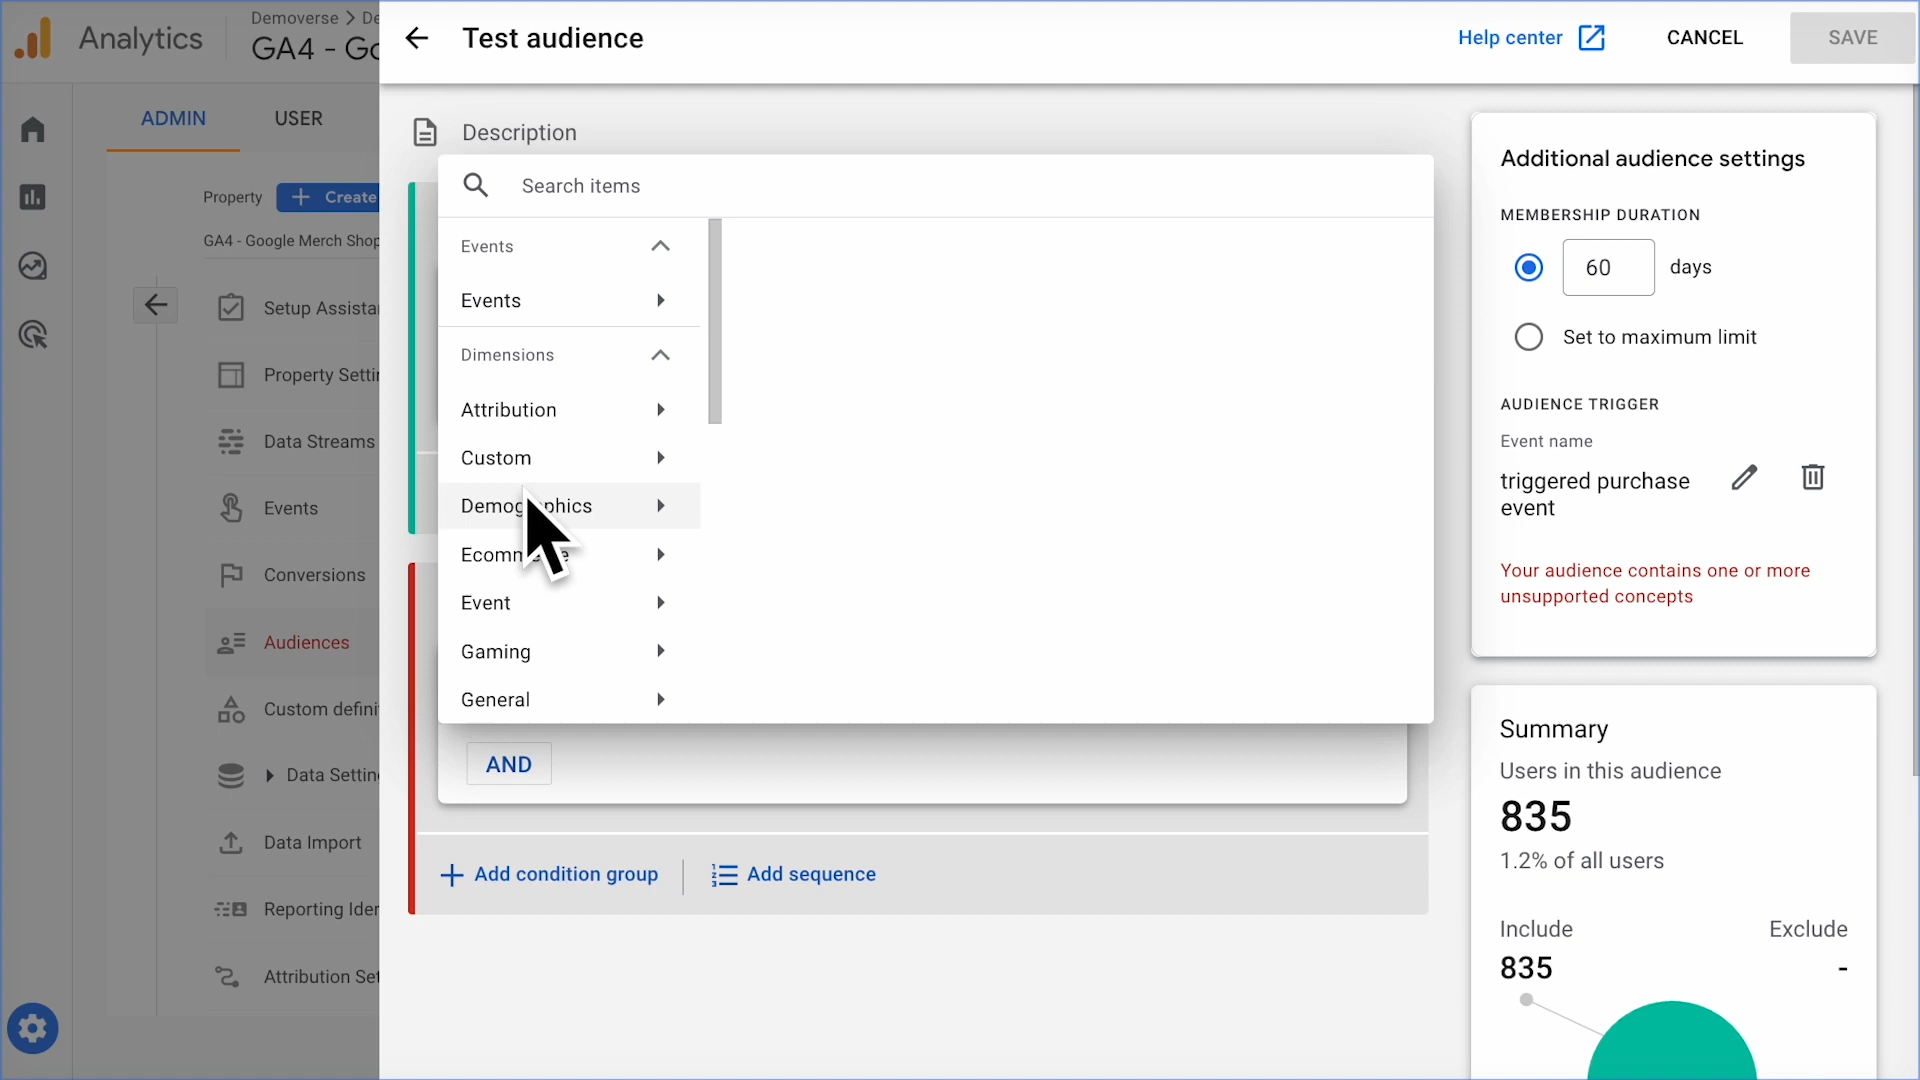 Analytics
Demoverse > De
GA4 - Go
Test audience
Help center
CANCEL
SAVE
ADMIN
USER
Property
Create
GA4 - Google Merch Shop
Setup Assista
Property Setti
Data Streams
Events
Conversions
Audiences
Custom defini
Data Settin
Data Import
Reporting Ider
Attribution Set
Description
Search items
Events
Events
Dimensions
Attribution
Custom
Demographics
Ecommerce
Event
Gaming
General
AND
Add condition group
Add sequence
Additional audience settings
MEMBERSHIP DURATION
60 days
Set to maximum limit
AUDIENCE TRIGGER
Event name
triggered purchase
event
Your audience contains one or more
unsupported concepts
Summary
Users in this audience
835
1.2% of all users
Include Exclude
835 -